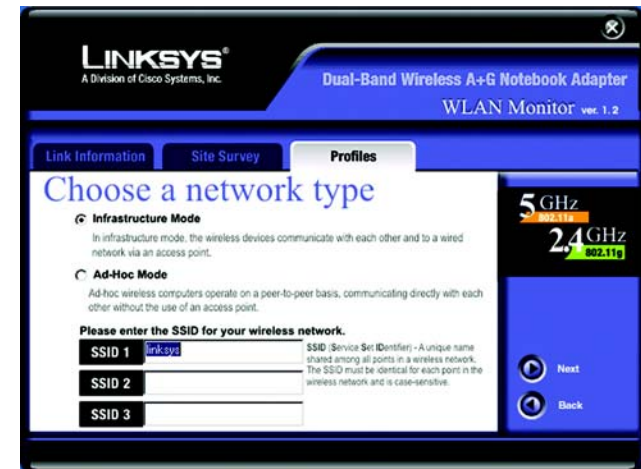 LINKSYS®
A Division of Cisco Systems, Inc.
Dual-Band Wireless A+G Notebook Adapter
WLAN Monitor ver. 1.2
Link Information
Site Survey
Profiles
Choose a network type
Infrastructure Mode
In infrastructure mode, the wireless devices communicate with each other and to a wired
network via an access point.
Ad-Hoc Mode
Ad-hoc wireless computers operate on a peer-to-peer basis, communicating directly with each
other without the use of an access point.
Please enter the SSID for your wireless network.
SSID 1
linksys
SSID 2
SSID 3
SSID (Service Set IDentifier) - A unique name
shared among all points in a wireless network.
The SSID must be identical for each point in the
wireless network and is case-sensitive.
5 GHz
802.11a
2.4 GHz
802.11g
Next
Back